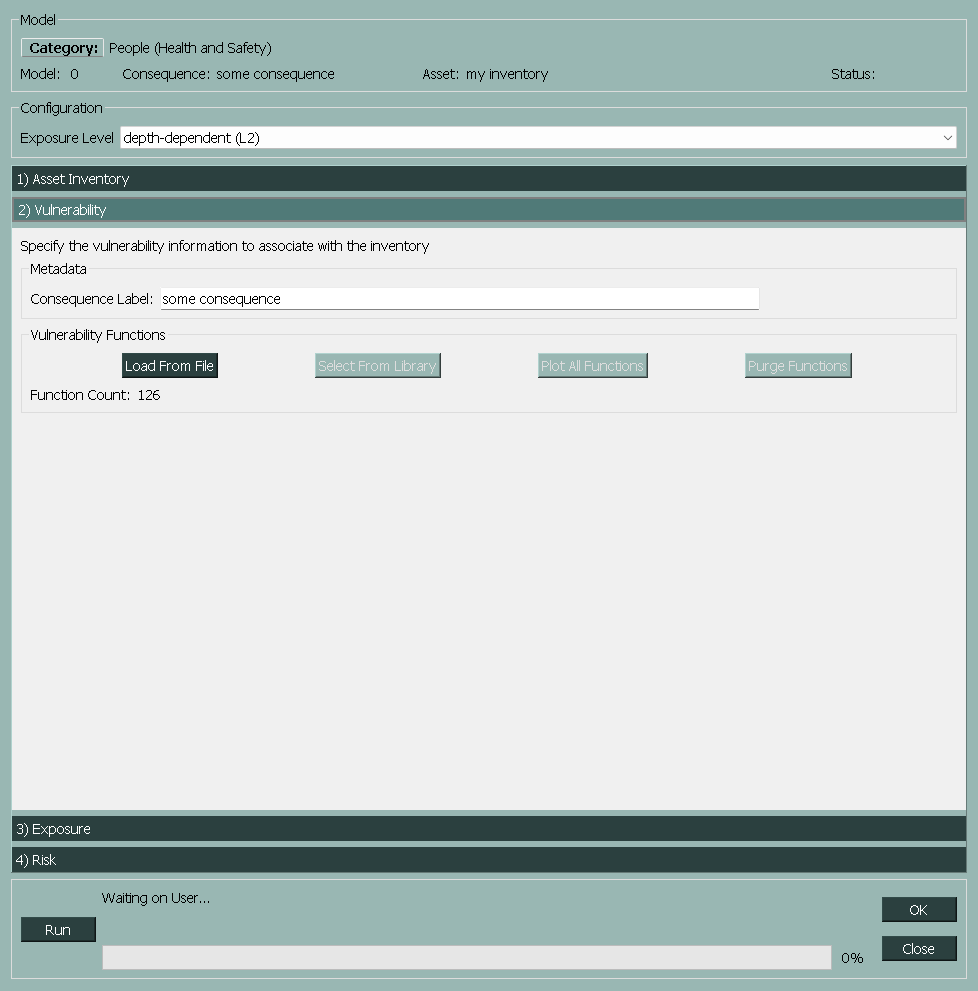 Model
Category: People (Health and Safety)
Model: 0 Consequence: some consequence Asset: my inventory Status:
Configuration
Exposure Level depth-dependent (L2)
1) Asset Inventory
2) Vulnerability
Specify the vulnerability information to associate with the inventory
Metadata
Consequence Label: some consequence
Vulnerability Functions
Load From File Select From Library Plot All Functions Purge Functions
Function Count: 126
3) Exposure
4) Risk
Waiting on User...
Run
OK
0%
Close